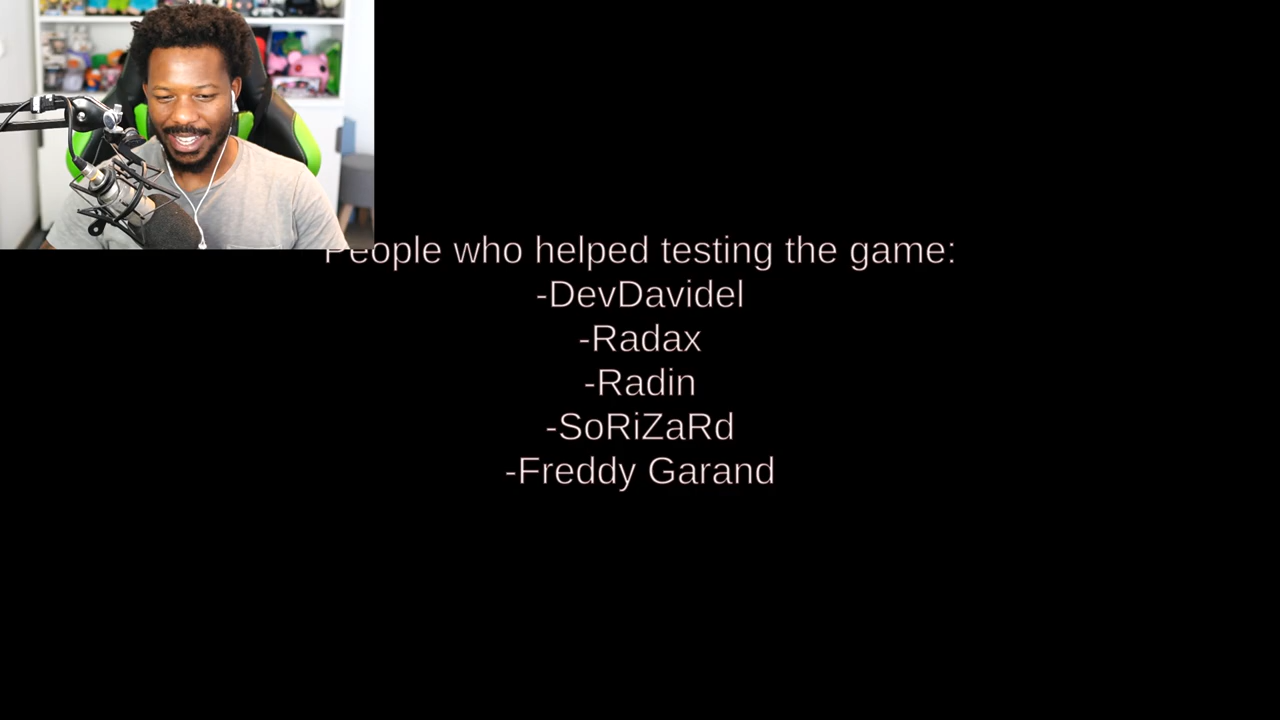 People who helped testing the game:
-DevDavidel
-Radax
-Radin
-SoRiZaRd
-Freddy Garand